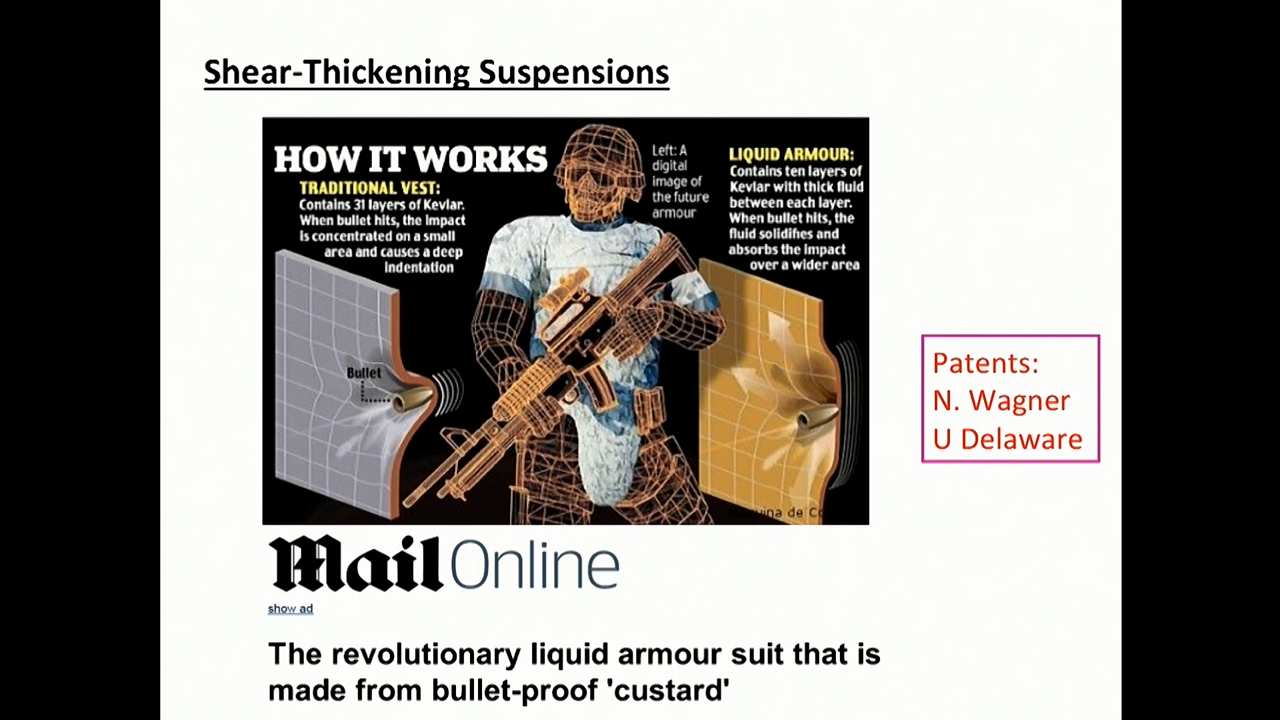 Shear-Thickening Suspensions
HOW IT WORKS
TRADITIONAL VEST:
Contains 31 layers of Kevlar.
When bullet hits, the impact
is concentrated on a small
area and causes a deep
indentation
Left: A
digital
image of
the future
armour
LIQUID ARMOUR:
Contains ten layers of
Kevlar with thick fluid
between each layer.
When bullet hits, the
fluid solidifies and
absorbs the impact
over a wider area
Bullet
Patents:
N. Wagner
U Delaware
de
Mail Online
show ad
The revolutionary liquid armour suit that is
made from bullet-proof 'custard'